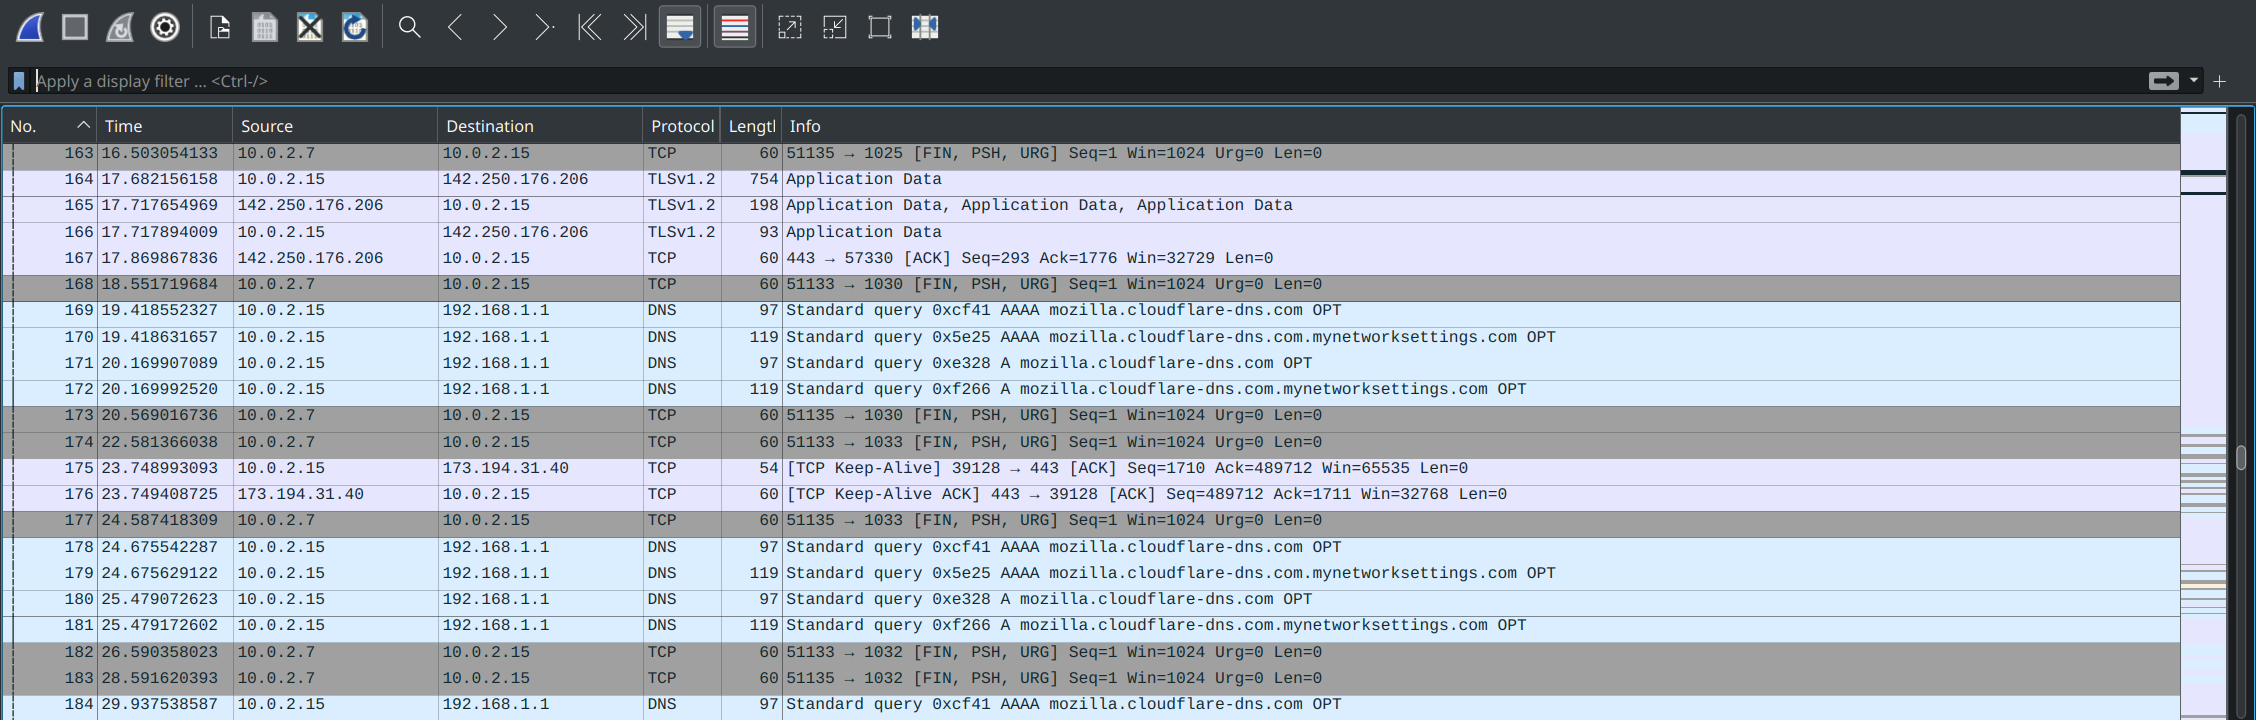 Apply a display filter ... <Ctrl-/>
No. Time Source Destination Protocol Length Info
163 16.503054133 10.0.2.7 10.0.2.15 TCP 60 51135 → 1025 [FIN, PSH, URG] Seq=1 Win=1024 Urg=0 Len=0
164 17.682156158 10.0.2.15 142.250.176.206 TLSv1.2 754 Application Data
165 17.717654969 142.250.176.206 10.0.2.15 TLSv1.2 198 Application Data, Application Data, Application Data
166 17.717894009 10.0.2.15 142.250.176.206 TLSv1.2 93 Application Data
167 17.869867836 142.250.176.206 10.0.2.15 TCP 60 443 → 57330 [ACK] Seq=293 Ack=1776 Win=32729 Len=0
168 18.551719684 10.0.2.7 10.0.2.15 TCP 60 51133 → 1030 [FIN, PSH, URG] Seq=1 Win=1024 Urg=0 Len=0
169 19.418552327 10.0.2.15 192.168.1.1 DNS 97 Standard query 0xcf41 AAAA mozilla.cloudflare-dns.com OPT
170 19.418631657 10.0.2.15 192.168.1.1 DNS 119 Standard query 0x5e25 AAAA mozilla.cloudflare-dns.com.mynetworksettings.com OPT
171 20.169907089 10.0.2.15 192.168.1.1 DNS 97 Standard query 0xe328 A mozilla.cloudflare-dns.com OPT
172 20.169992520 10.0.2.15 192.168.1.1 DNS 119 Standard query 0xf266 A mozilla.cloudflare-dns.com.mynetworksettings.com OPT
173 20.569016736 10.0.2.7 10.0.2.15 TCP 60 51135 → 1030 [FIN, PSH, URG] Seq=1 Win=1024 Urg=0 Len=0
174 22.581366038 10.0.2.7 10.0.2.15 TCP 60 51133 → 1033 [FIN, PSH, URG] Seq=1 Win=1024 Urg=0 Len=0
175 23.748993093 10.0.2.15 173.194.31.40 TCP 54 [TCP Keep-Alive] 39128 → 443 [ACK] Seq=1710 Ack=489712 Win=65535 Len=0
176 23.749408725 173.194.31.40 10.0.2.15 TCP 60 [TCP Keep-Alive ACK] 443 → 39128 [ACK] Seq=489712 Ack=1711 Win=32768 Len=0
177 24.587418309 10.0.2.7 10.0.2.15 TCP 60 51135 → 1033 [FIN, PSH, URG] Seq=1 Win=1024 Urg=0 Len=0
178 24.675542287 10.0.2.15 192.168.1.1 DNS 97 Standard query 0xcf41 AAAA mozilla.cloudflare-dns.com OPT
179 24.675629122 10.0.2.15 192.168.1.1 DNS 119 Standard query 0x5e25 AAAA mozilla.cloudflare-dns.com.mynetworksettings.com OPT
180 25.479072623 10.0.2.15 192.168.1.1 DNS 97 Standard query 0xe328 A mozilla.cloudflare-dns.com OPT
181 25.479172602 10.0.2.15 192.168.1.1 DNS 119 Standard query 0xf266 A mozilla.cloudflare-dns.com.mynetworksettings.com OPT
182 26.590358023 10.0.2.7 10.0.2.15 TCP 60 51133 → 1032 [FIN, PSH, URG] Seq=1 Win=1024 Urg=0 Len=0
183 28.591620393 10.0.2.7 10.0.2.15 TCP 60 51135 → 1032 [FIN, PSH, URG] Seq=1 Win=1024 Urg=0 Len=0
184 29.937538587 10.0.2.15 192.168.1.1 DNS 97 Standard query 0xcf41 AAAA mozilla.cloudflare-dns.com OPT